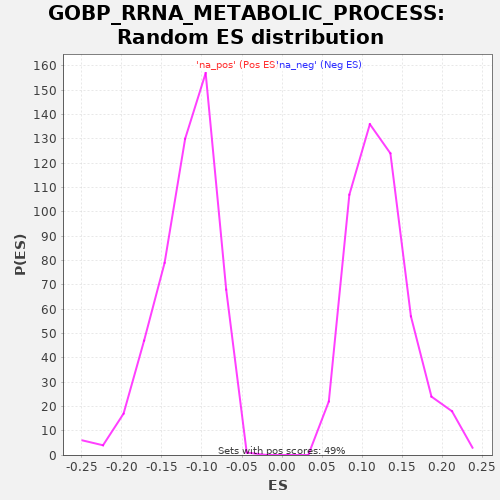 GOBP_RRNA_METABOLIC_PROCESS:
Random ES distribution
'na_pos' (Pos ES 'na_neg' (Neg ES)
160
150
140
130
120
110
100
90
80
70
60
50
40
30
20
10
0
P(ES)
Sets with pos scores: 49%
-0.25 -0.20 -0.15 -0.10 -0.05 0.00 0.05 0.10 0.15 0.20 0.25
ES